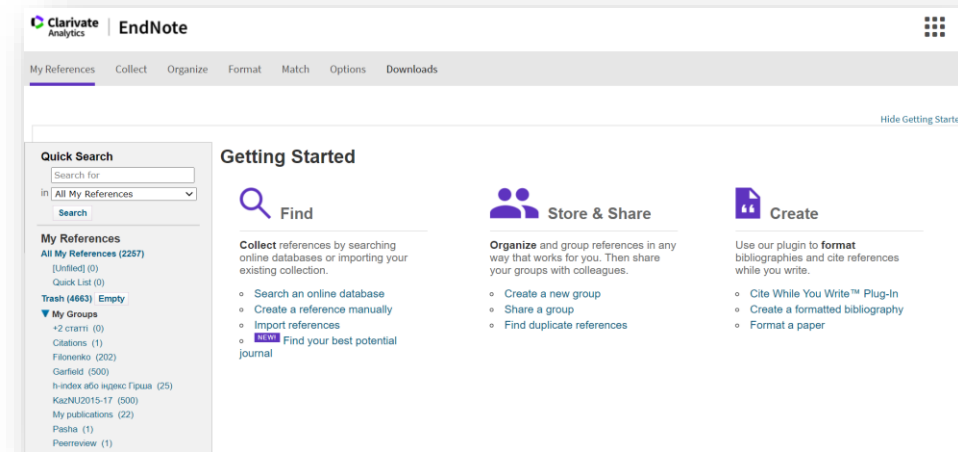 Clarivate
Analytics
EndNote
My References Collect Organize Format Match Options Downloads
Hide Getting Starte
Quick Search
Search for
in All My References
Search
My References
All My References (2257)
[Unfiled] (0)
Quick List (0)
Trash (4663) Empty
My Groups
+2 статті (0)
Citations (1)
Filonenko (202)
Garfield (500)
h-index або індекс Гірша (25)
KazNU2015-17 (500)
My publications (22)
Pasha (1)
Peerreview (1)
Getting Started
Find
Collect references by searching
online databases or importing your
existing collection.
Search an online database
Create a reference manually
Import references
NEW! Find your best potential
journal
Store & Share
Organize and group references in any
way that works for you. Then share
your groups with colleagues.
Create a new group
Share a group
Find duplicate references
Create
Use our plugin to format
bibliographies and cite references
while you write.
Cite While You Write™ Plug-In
Create a formatted bibliography
Format a paper